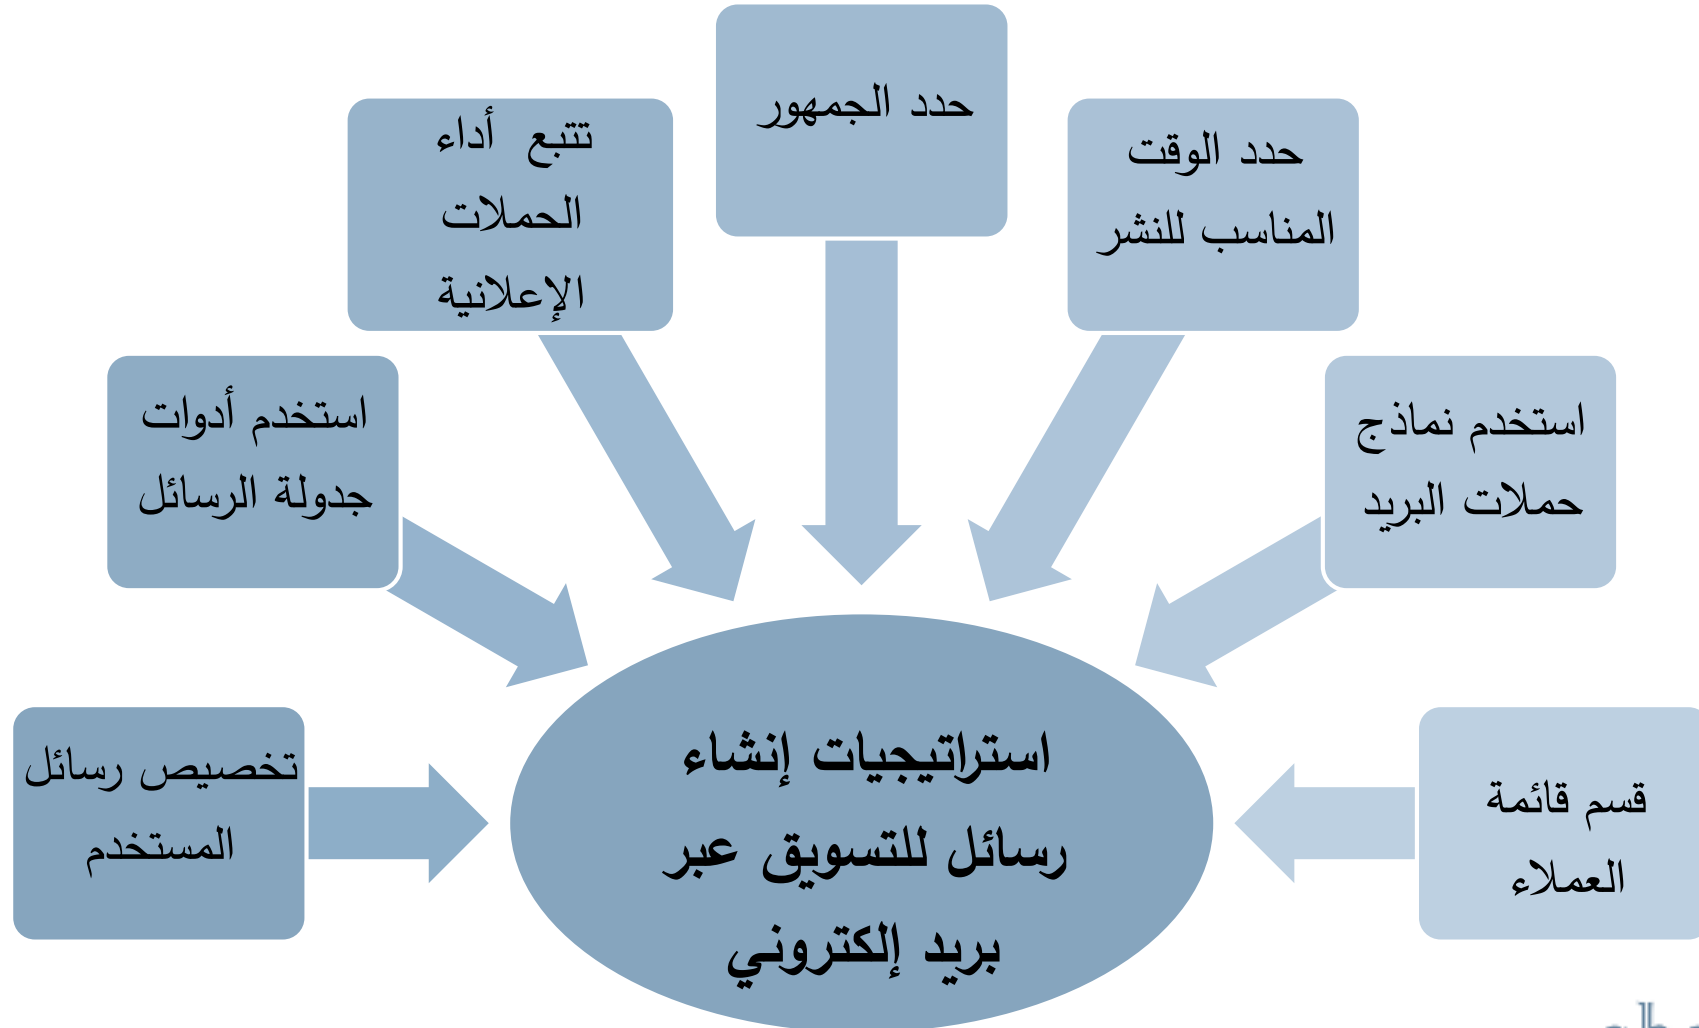 حدد الجمهور
تتبع أداء
الحملات
الإعلانية
حدد الوقت
المناسب للنشر
استخدم أدوات
جدولة الرسائل
استخدم نماذج
حملات البريد
تخصيص رسائل
المستخدم
قسم قائمة
العملاء
استراتيجيات إنشاء
رسائل للتسويق عبر
بريد إلكتروني